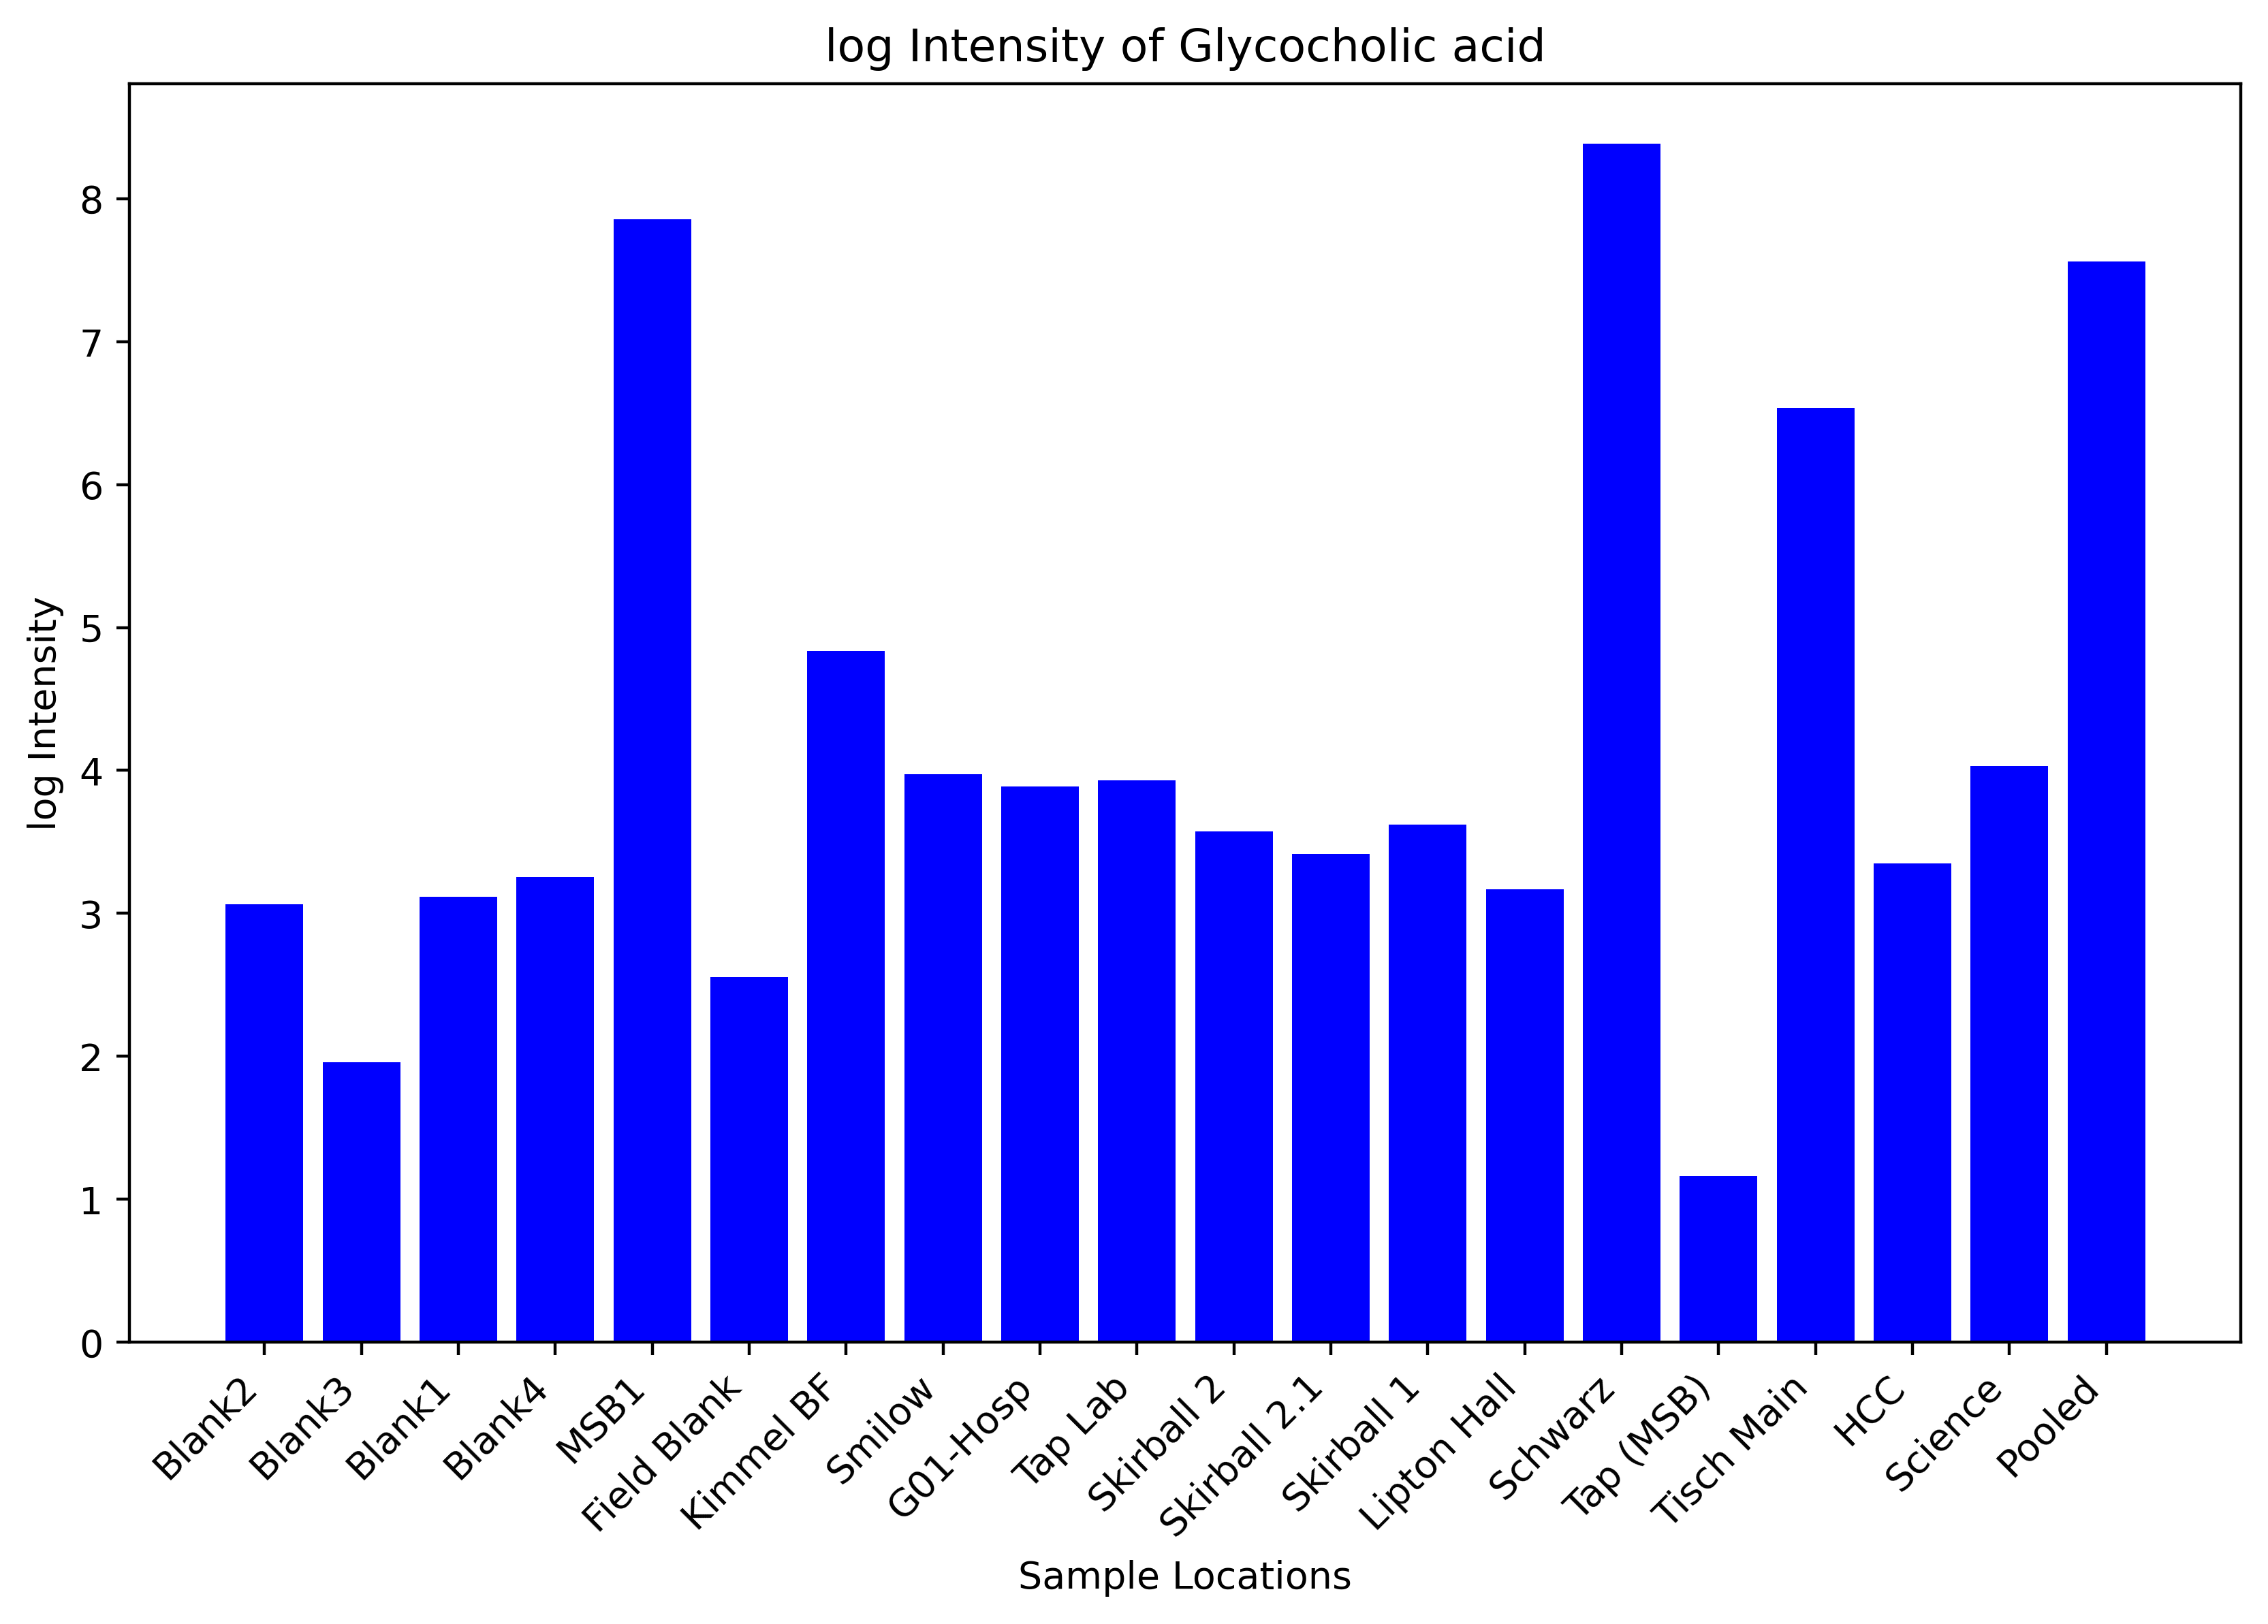 log Intensity of Glycocholic acid
log Intensity
8
7
6
5
4
3
2
1
0
Blank2
Blank3
Blank1
Blank4
MSB1
Field Blank
Kimmel BF
Smilow
G01-Hosp
Tap Lab
Skirball 2
Skirball 2.1
Skirball 1
Lipton Hall
Schwarz
Tap (MSB)
Tisch Main
HCC
Science
Pooled
Sample Locations